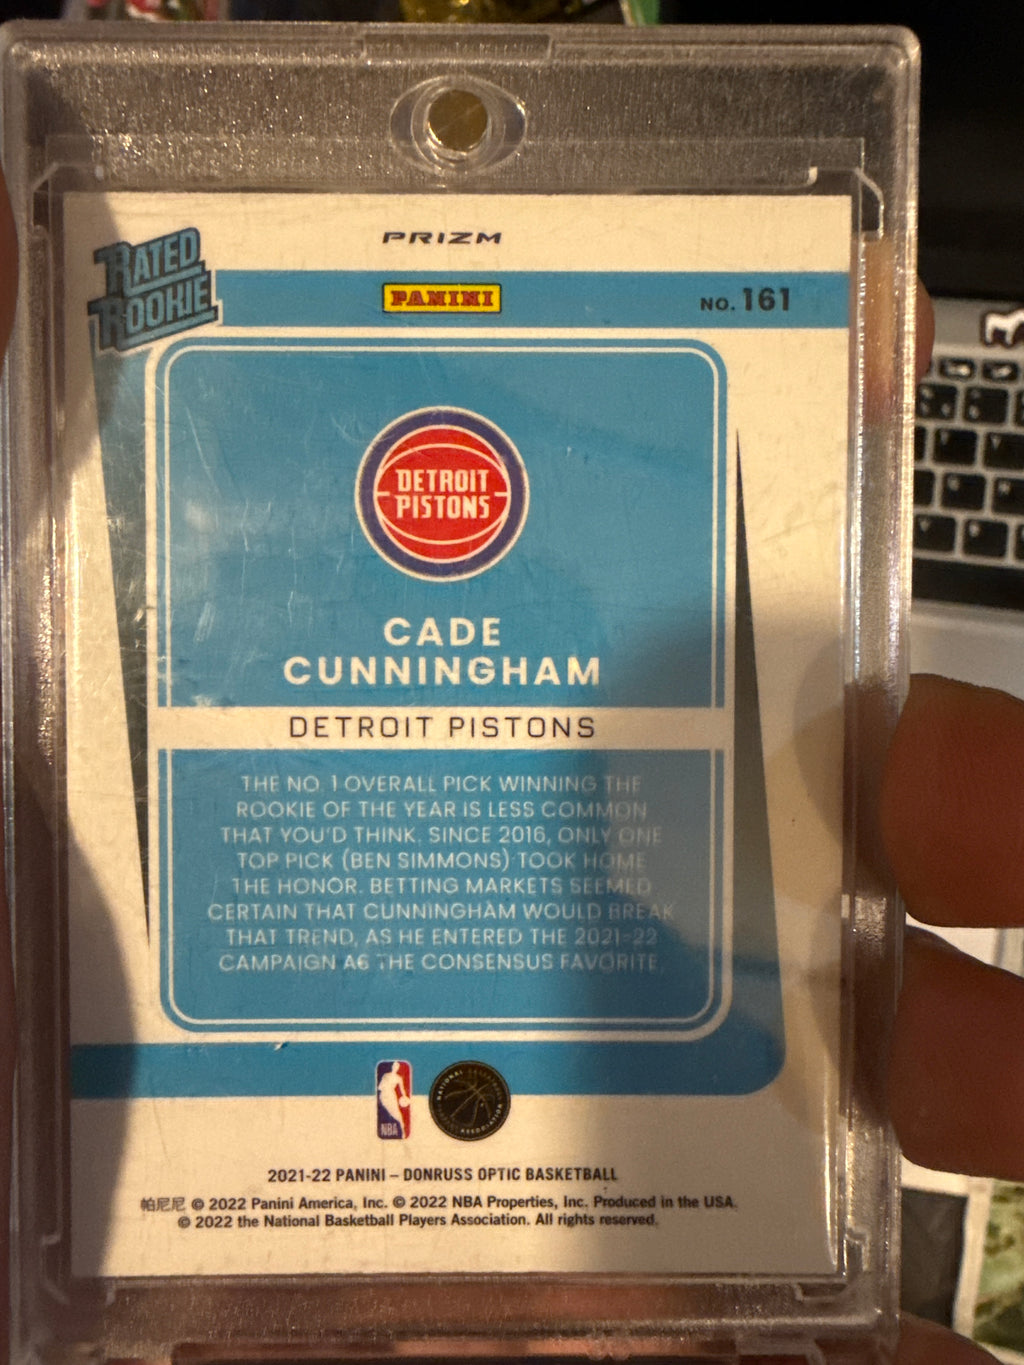 PRIZM
RATED
ROOKIE
PANINI
NO. 161
DETROIT
PISTONS
CADE
CUNNINGHAM
DETROIT PISTONS
THE NO. 1 OVERALL PICK WINNING THE
ROOKIE OF THE YEAR IS LESS COMMON
THAT YOU'D THINK. SINCE 2016, ONLY ONE
TOP PICK (BEN SIMMONS) TOOK HOME
THE HONOR. BETTING MARKETS SEEMED
CERTAIN THAT CUNNINGHAM WOULD BREAK
THAT TREND, AS HE ENTERED THE 2021-22
CAMPAIGN AS THE CONSENSUS FAVORITE.
NBA
NATIONAL BASKETBALL
ASSOCIATION
2021-22 PANINI – DONRUSS OPTIC BASKETBALL
帕尼尼 © 2022 Panini America, Inc. © 2022 NBA Properties, Inc. Produced in the USA.
© 2022 the National Basketball Players Association. All rights reserved.